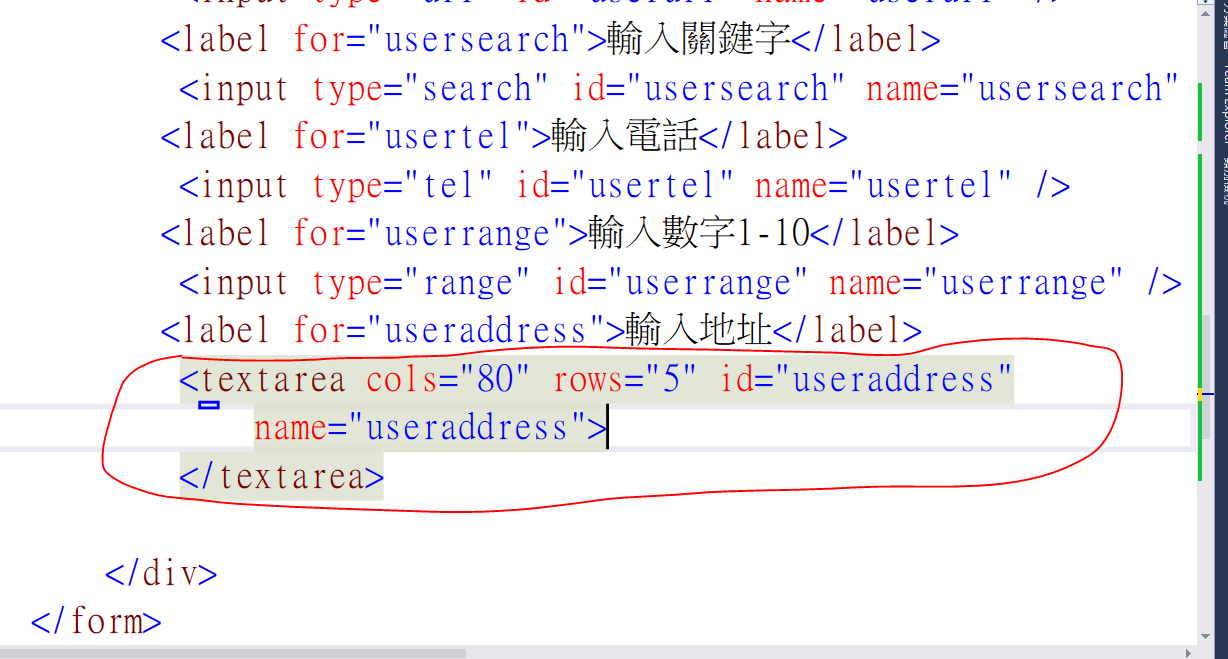 <label for="usersearch">輸入關鍵字</label>
<input type="search" id="usersearch" name="usersearch"
<label for="usertel">輸入電話</label>
<input type="tel" id="usertel" name="usertel" />
<label for="userrange">輸入數字1-10</label>
<input type="range" id="userrange" name="userrange" />
<label for="useraddress">輸入地址</label>
<textarea cols="80" rows="5" id="useraddress"
name="useraddress">
</textarea>
</div>
</form>